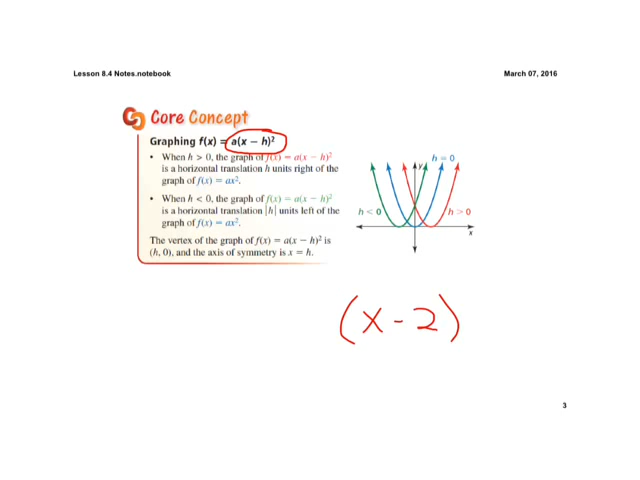 Lesson 8.4 Notes.notebook
March 07, 2016
Core Concept
Graphing f(x) = a(x − h)²
• When h > 0, the graph of f(x) = a(x − h)²
is a horizontal translation h units right of the
graph of f(x) = ax².
• When h < 0, the graph of f(x) = a(x − h)²
is a horizontal translation |h| units left of the
graph of f(x) = ax².
The vertex of the graph of f(x) = a(x − h)² is
(h, 0), and the axis of symmetry is x = h.
h = 0
y
h < 0
h > 0
x
(x - 2)
3